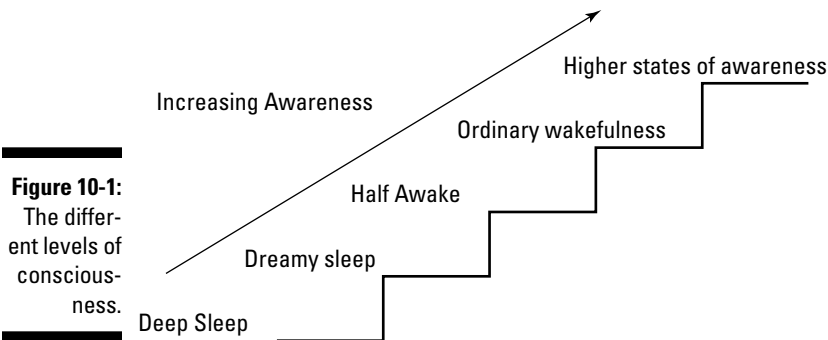 Higher states of awareness
Increasing Awareness
Ordinary wakefulness
Half Awake
Dreamy sleep
Deep Sleep
Figure 10-1:
The differ-
ent levels of
conscious-
ness.